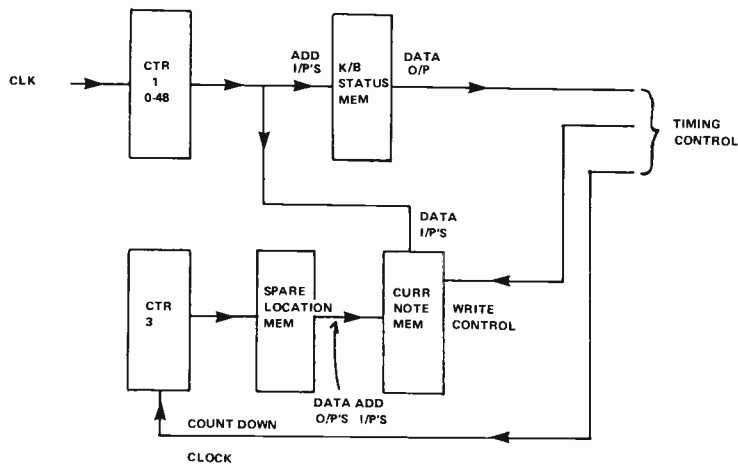 CLK
CTR
1
0-48
ADD
I/P'S
K/B
STATUS
MEM
DATA
O/P
TIMING
CONTROL
DATA
I/P'S
CTR
3
SPARE
LOCATION
MEM
CURR
NOTE
MEM
WRITE
CONTROL
DATA ADD
O/P'S I/P'S
COUNT DOWN
CLOCK